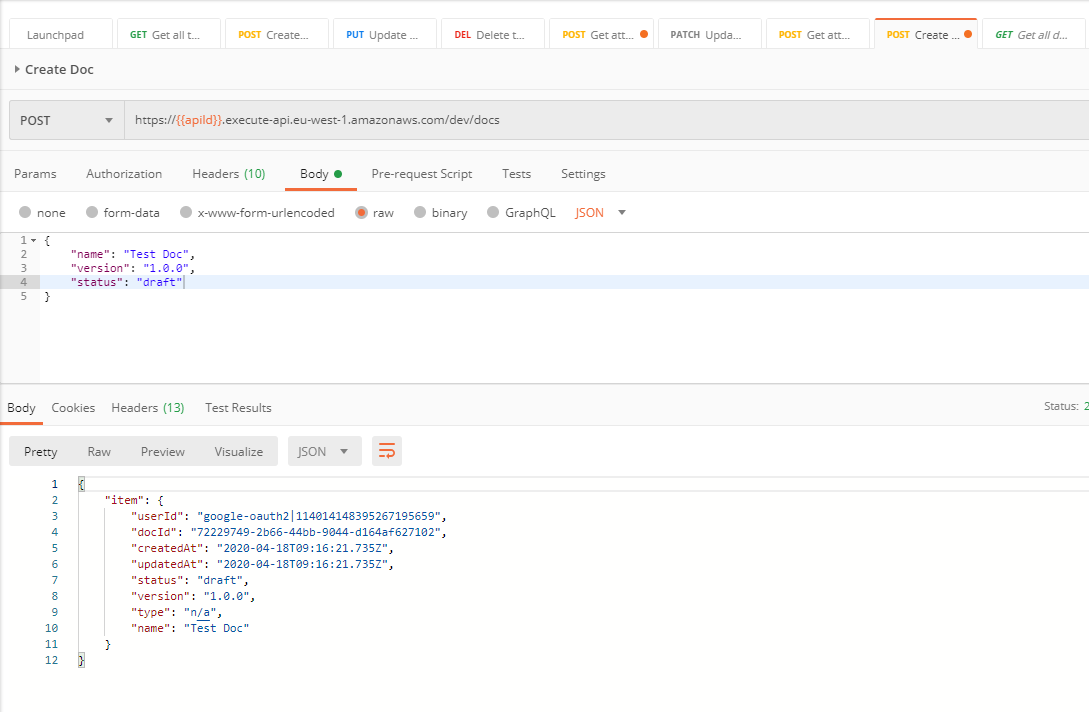 Launchpad GET Get all t... POST Create... PUT Update ... DEL Delete t... POST Get att... PATCH Upda... POST Get att... POST Create ... GET Get all d...
Create Doc
POST https://{{apiId}}.execute-api.eu-west-1.amazonaws.com/dev/docs
Params Authorization Headers (10) Body Pre-request Script Tests Settings
none form-data x-www-form-urlencoded raw binary GraphQL JSON
1 {
2 "name": "Test Doc",
3 "version": "1.0.0",
4 "status": "draft"
5 }
Body Cookies Headers (13) Test Results Status: 2
Pretty Raw Preview Visualize JSON
1 {
2 "item": {
3 "userId": "google-oauth2|114014148395267195659",
4 "docId": "72229749-2b66-44bb-9044-d164af627102",
5 "createdAt": "2020-04-18T09:16:21.735Z",
6 "updatedAt": "2020-04-18T09:16:21.735Z",
7 "status": "draft",
8 "version": "1.0.0",
9 "type": "n/a",
10 "name": "Test Doc"
11 }
12 }